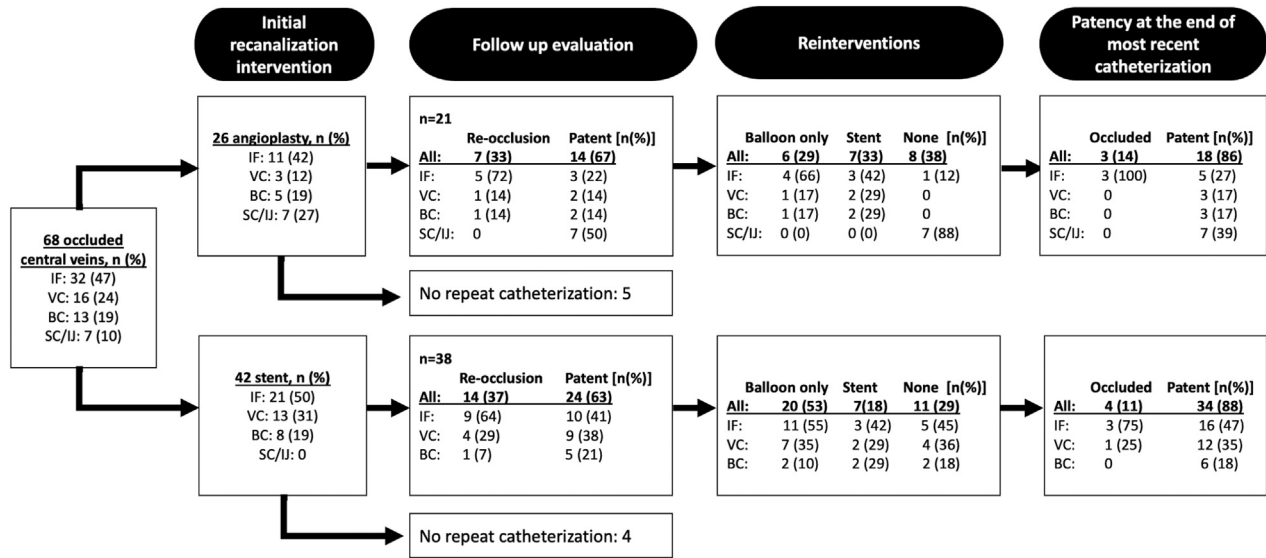 Initial
recanalization
intervention
Follow up evaluation
Reinterventions
Patency at the end of
most recent
catheterization
68 occluded
central veins, n (%)
IF: 32 (47)
VC: 16 (24)
BC: 13 (19)
SC/IJ: 7 (10)
26 angioplasty, n (%)
IF: 11 (42)
VC: 3 (12)
BC: 5 (19)
SC/IJ: 7 (27)
n=21
Re-occlusion Patent [n(%)]
All: 7 (33) 14 (67)
IF: 5 (72) 3 (22)
VC: 1 (14) 2 (14)
BC: 1 (14) 2 (14)
SC/IJ: 0 7 (50)
Balloon only Stent None [n(%)]
All: 6 (29) 7(33) 8 (38)
IF: 4 (66) 3 (42) 1 (12)
VC: 1 (17) 2 (29) 0
BC: 1 (17) 2 (29) 0
SC/IJ: 0 (0) 0 (0) 7 (88)
Occluded Patent [n(%)]
All: 3 (14) 18 (86)
IF: 3 (100) 5 (27)
VC: 0 3 (17)
BC: 0 3 (17)
SC/IJ: 0 7 (39)
No repeat catheterization: 5
42 stent, n (%)
IF: 21 (50)
VC: 13 (31)
BC: 8 (19)
SC/IJ: 0
n=38
Re-occlusion Patent [n(%)]
All: 14 (37) 24 (63)
IF: 9 (64) 10 (41)
VC: 4 (29) 9 (38)
BC: 1 (7) 5 (21)
Balloon only Stent None [n(%)]
All: 20 (53) 7(18) 11 (29)
IF: 11 (55) 3 (42) 5 (45)
VC: 7 (35) 2 (29) 4 (36)
BC: 2 (10) 2 (29) 2 (18)
Occluded Patent [n(%)]
All: 4 (11) 34 (88)
IF: 3 (75) 16 (47)
VC: 1 (25) 12 (35)
BC: 0 6 (18)
No repeat catheterization: 4